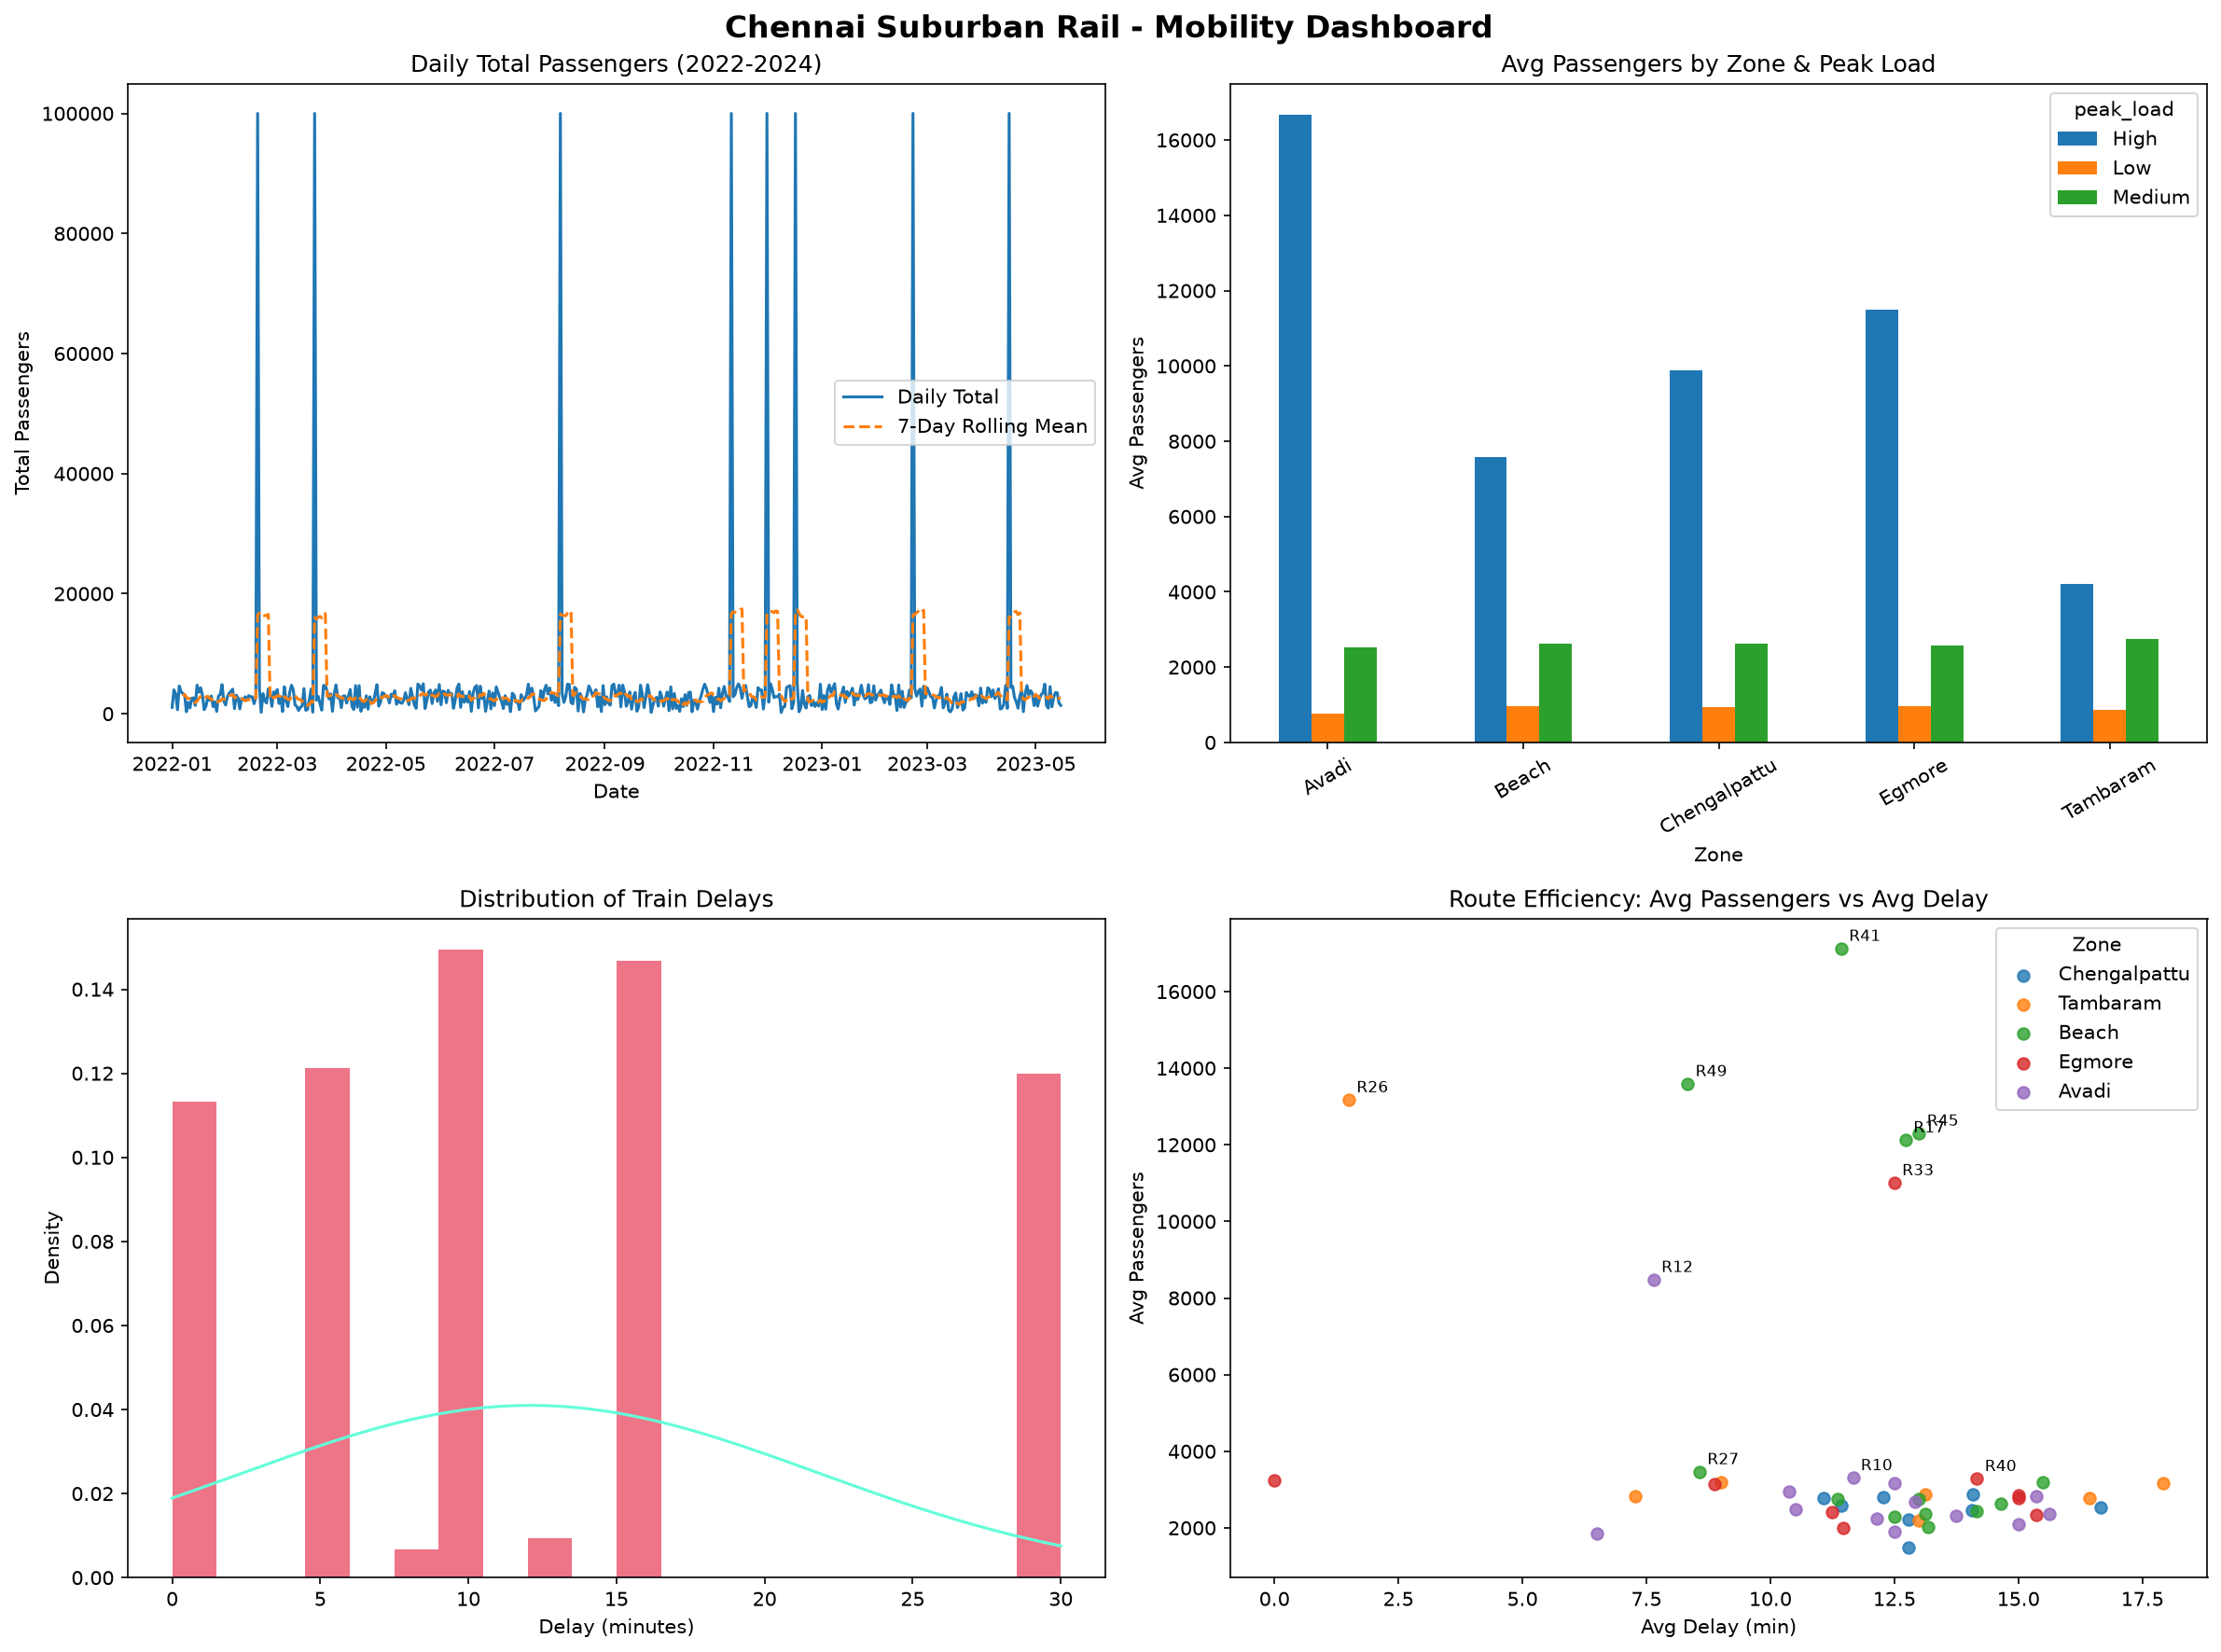 Chennai Suburban Rail - Mobility Dashboard
Daily Total Passengers (2022-2024)
Total Passengers
100000
80000
60000
40000
20000
0
Daily Total
7-Day Rolling Mean
2022-01 2022-03 2022-05 2022-07 2022-09 2022-11 2023-01 2023-03 2023-05
Date
Avg Passengers by Zone & Peak Load
Avg Passengers
16000
14000
12000
10000
8000
6000
4000
2000
0
peak_load
High
Low
Medium
Avadi Beach Chengalpattu Egmore Tambaram
Zone
Distribution of Train Delays
Density
0.14
0.12
0.10
0.08
0.06
0.04
0.02
0.00
0 5 10 15 20 25 30
Delay (minutes)
Route Efficiency: Avg Passengers vs Avg Delay
Avg Passengers
16000
14000
12000
10000
8000
6000
4000
2000
Zone
Chengalpattu
Tambaram
Beach
Egmore
Avadi
R41
R49
R26
R45
R17
R33
R12
R27
R10
R40
0.0 2.5 5.0 7.5 10.0 12.5 15.0 17.5
Avg Delay (min)